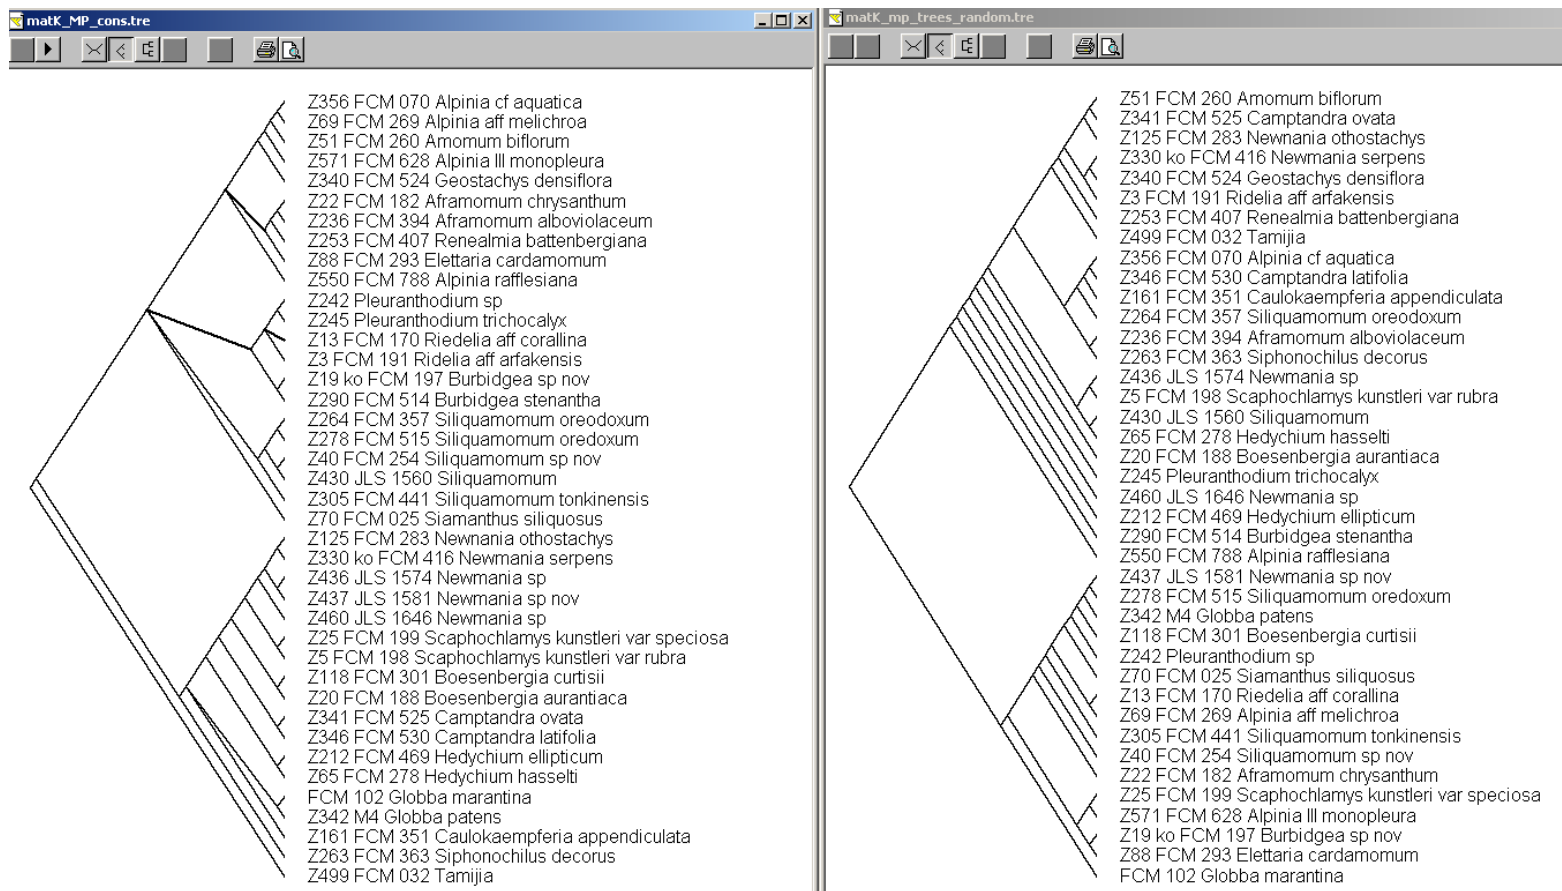 matK_MP_cons.tre
Z356 FCM 070 Alpinia cf aquatica
Z69 FCM 269 Alpinia aff melichroa
Z51 FCM 260 Amomum biflorum
Z571 FCM 628 Alpinia III monopleura
Z340 FCM 524 Geostachys densiflora
Z22 FCM 182 Aframomum chrysanthum
Z236 FCM 394 Aframomum alboviolaceum
Z253 FCM 407 Renealmia battenbergiana
Z88 FCM 293 Elettaria cardamomum
Z550 FCM 788 Alpinia rafflesiana
Z242 Pleuranthodium sp
Z245 Pleuranthodium trichocalyx
Z13 FCM 170 Riedelia aff corallina
Z3 FCM 191 Ridelia aff arfakensis
Z19 ko FCM 197 Burbidgea sp nov
Z290 FCM 514 Burbidgea stenantha
Z264 FCM 357 Siliquamomum oreodoxum
Z278 FCM 515 Siliquamomum oredoxum
Z40 FCM 254 Siliquamomum sp nov
Z430 JLS 1560 Siliquamomum
Z305 FCM 441 Siliquamomum tonkinensis
Z70 FCM 025 Siamanthus siliquosus
Z125 FCM 283 Newnania othostachys
Z330 ko FCM 416 Newmania serpens
Z436 JLS 1574 Newmania sp
Z437 JLS 1581 Newmania sp nov
Z460 JLS 1646 Newmania sp
Z25 FCM 199 Scaphochlamys kunstleri var speciosa
Z5 FCM 198 Scaphochlamys kunstleri var rubra
Z118 FCM 301 Boesenbergia curtisii
Z20 FCM 188 Boesenbergia aurantiaca
Z341 FCM 525 Camptandra ovata
Z346 FCM 530 Camptandra latifolia
Z212 FCM 469 Hedychium ellipticum
Z65 FCM 278 Hedychium hasselti
FCM 102 Globba marantina
Z342 M4 Globba patens
Z161 FCM 351 Caulokaempferia appendiculata
Z263 FCM 363 Siphonochilus decorus
Z499 FCM 032 Tamijia
matK_mp_trees_random.tre
Z51 FCM 260 Amomum biflorum
Z341 FCM 525 Camptandra ovata
Z125 FCM 283 Newnania othostachys
Z330 ko FCM 416 Newmania serpens
Z340 FCM 524 Geostachys densiflora
Z3 FCM 191 Ridelia aff arfakensis
Z253 FCM 407 Renealmia battenbergiana
Z499 FCM 032 Tamijia
Z356 FCM 070 Alpinia cf aquatica
Z346 FCM 530 Camptandra latifolia
Z161 FCM 351 Caulokaempferia appendiculata
Z264 FCM 357 Siliquamomum oreodoxum
Z236 FCM 394 Aframomum alboviolaceum
Z263 FCM 363 Siphonochilus decorus
Z436 JLS 1574 Newmania sp
Z5 FCM 198 Scaphochlamys kunstleri var rubra
Z430 JLS 1560 Siliquamomum
Z65 FCM 278 Hedychium hasselti
Z20 FCM 188 Boesenbergia aurantiaca
Z245 Pleuranthodium trichocalyx
Z460 JLS 1646 Newmania sp
Z212 FCM 469 Hedychium ellipticum
Z290 FCM 514 Burbidgea stenantha
Z550 FCM 788 Alpinia rafflesiana
Z437 JLS 1581 Newmania sp nov
Z278 FCM 515 Siliquamomum oredoxum
Z342 M4 Globba patens
Z118 FCM 301 Boesenbergia curtisii
Z242 Pleuranthodium sp
Z70 FCM 025 Siamanthus siliquosus
Z13 FCM 170 Riedelia aff corallina
Z69 FCM 269 Alpinia aff melichroa
Z305 FCM 441 Siliquamomum tonkinensis
Z40 FCM 254 Siliquamomum sp nov
Z22 FCM 182 Aframomum chrysanthum
Z25 FCM 199 Scaphochlamys kunstleri var speciosa
Z571 FCM 628 Alpinia III monopleura
Z19 ko FCM 197 Burbidgea sp nov
Z88 FCM 293 Elettaria cardamomum
FCM 102 Globba marantina